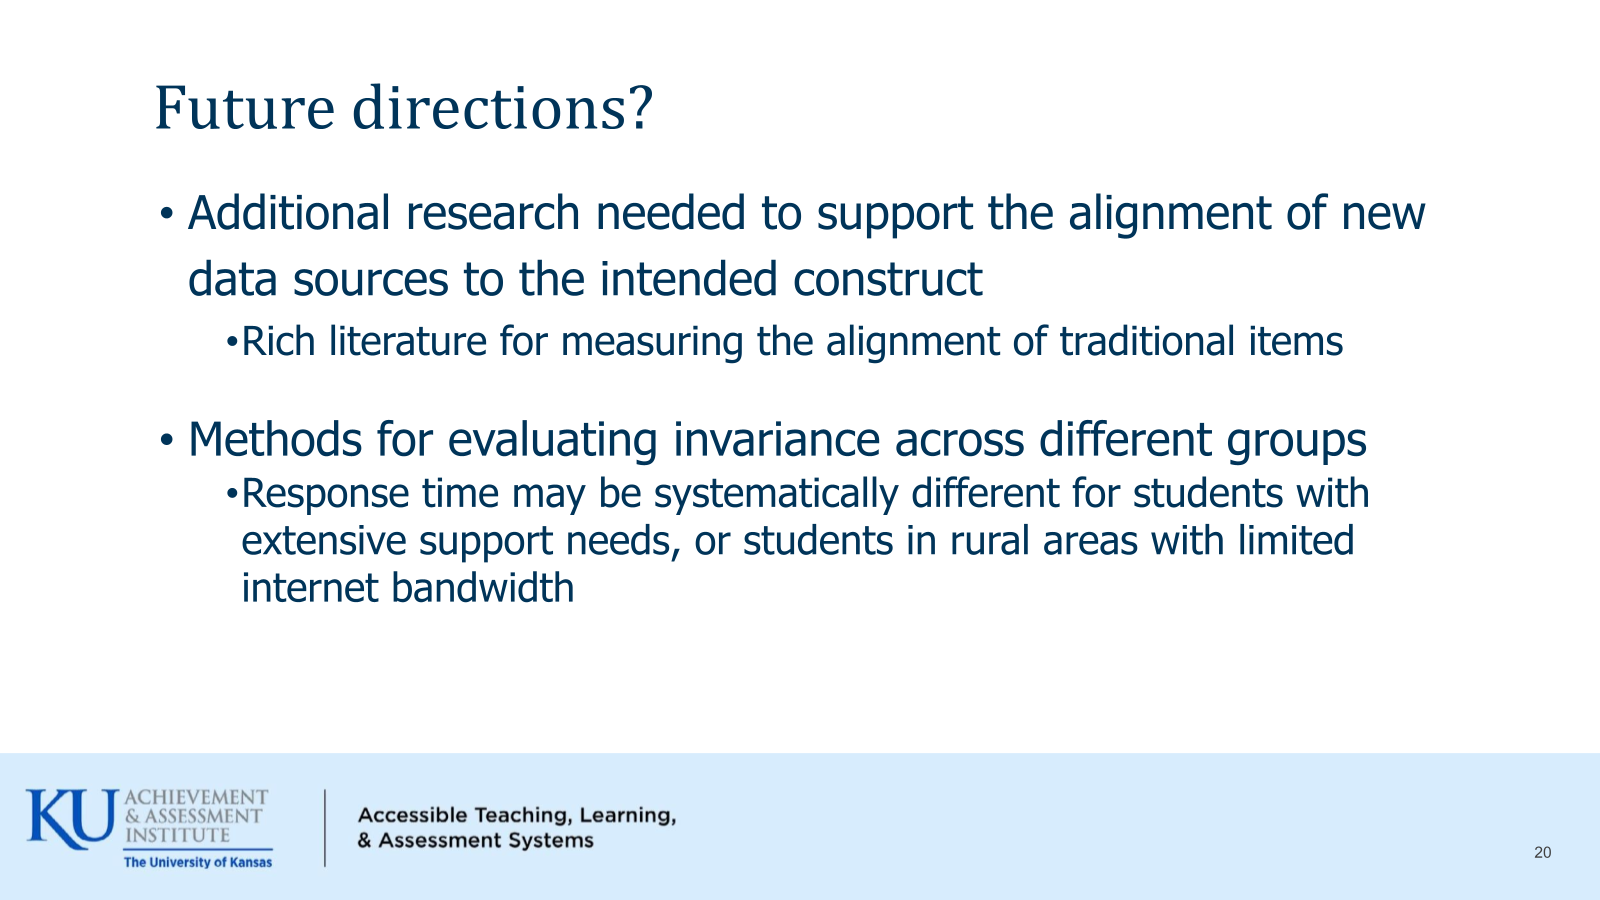 Future directions?
• Additional research needed to support the alignment of new
data sources to the intended construct
•Rich literature for measuring the alignment of traditional items
• Methods for evaluating invariance across different groups
•Response time may be systematically different for students with
extensive support needs, or students in rural areas with limited
internet bandwidth
KU ACHIEVEMENT
& ASSESSMENT
INSTITUTE
The University of Kansas
Accessible Teaching, Learning,
& Assessment Systems
20